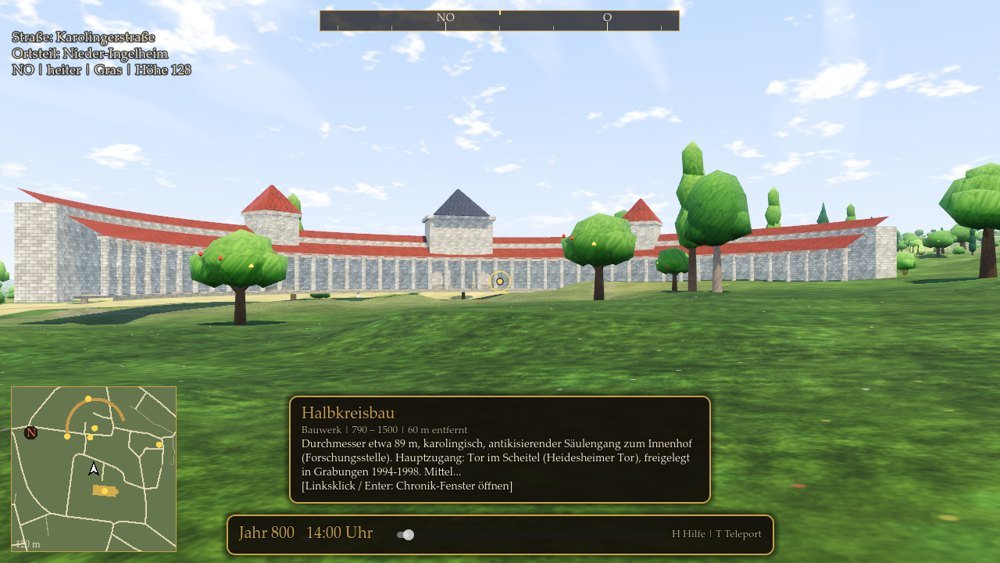 NO O
Straße: Karolingerstraße
Ortsteil: Nieder-Ingelheim
NO | heiter | Gras | Höhe 128
Halbkreisbau
Bauwerk | 790 – 1500 | 60 m entfernt
Durchmesser etwa 89 m, karolingisch, antikisierender Säulengang zum Innenhof
(Forschungsstelle). Hauptzugang: Tor im Scheitel (Heidesheimer Tor), freigelegt
in Grabungen 1994-1998. Mittel...
[Linksklick / Enter: Chronik-Fenster öffnen]
N
Jahr 800 14:00 Uhr
H Hilfe | T Teleport